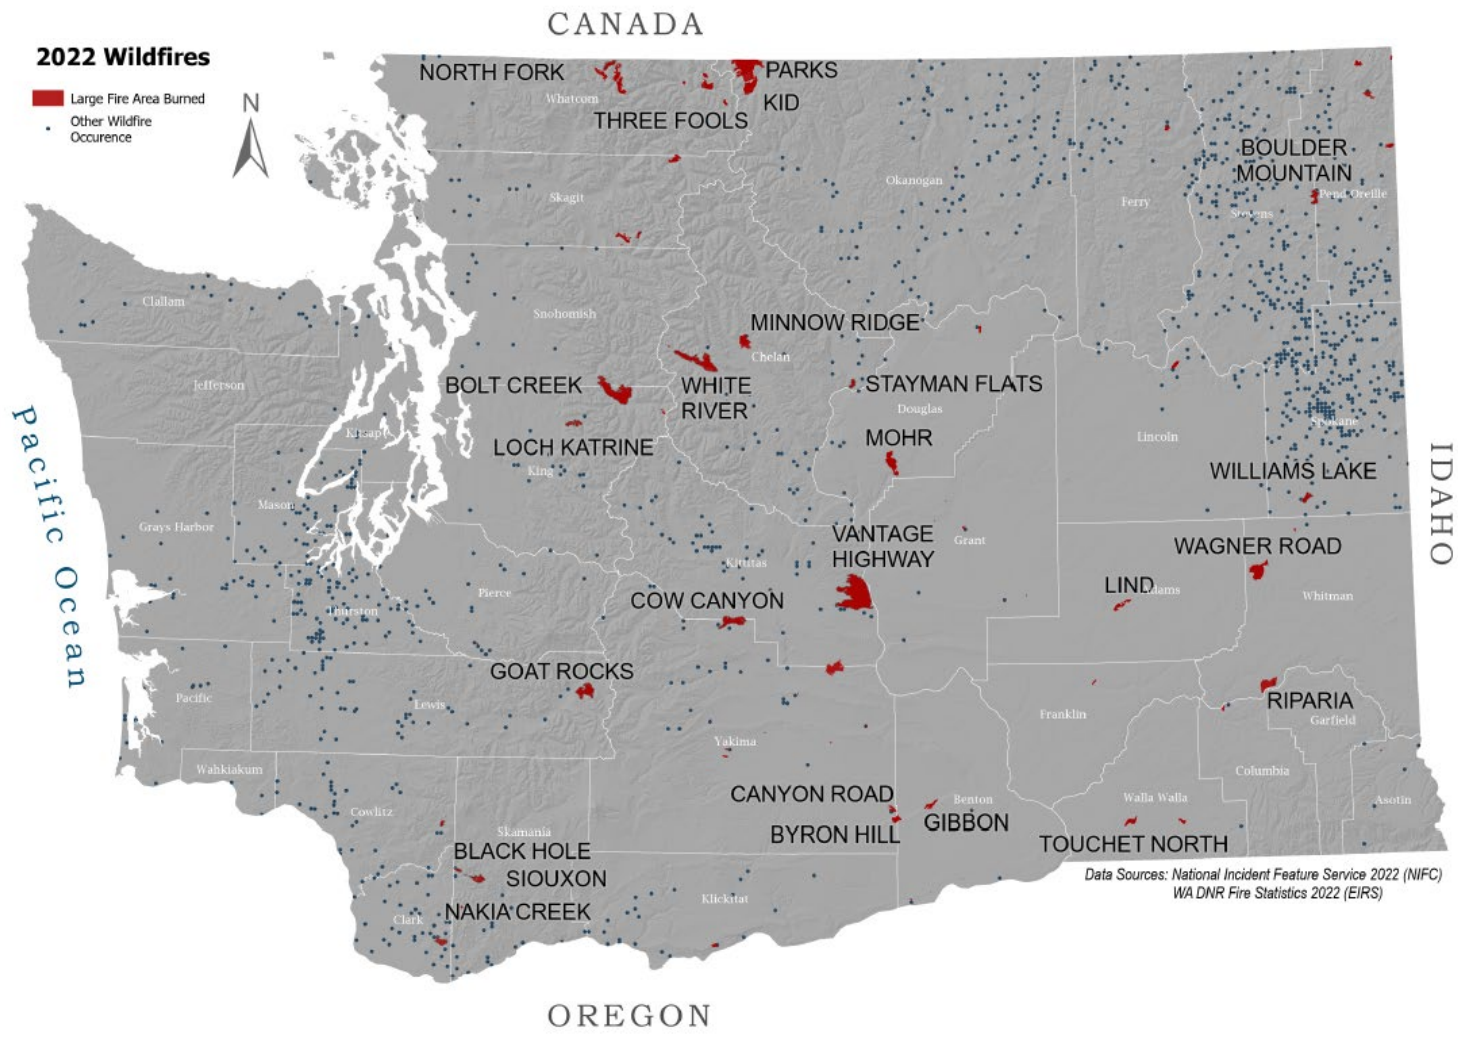 CANADA
2022 Wildfires
Large Fire Area Burned
Other Wildfire
Occurence
N
NORTH FORK
PARKS
KID
Whatcom
THREE FOOLS
BOULDER
MOUNTAIN
Okanogan
Skagit
Ferry
Pend Oreille
Stevens
Clallam
Snohomish
MINNOW RIDGE
Chelan
Jefferson
BOLT CREEK
WHITE
RIVER
STAYMAN FLATS
Douglas
Pacific Ocean
Kitsap
LOCH KATRINE
MOHR
Lincoln
Spokane
King
WILLIAMS LAKE
IDAHO
Mason
Grays Harbor
VANTAGE
HIGHWAY
Grant
WAGNER ROAD
Kittitas
LIND
Adams
Whitman
Pierce
COW CANYON
Thurston
GOAT ROCKS
Pacific
Lewis
RIPARIA
Franklin
Garfield
Yakima
Wahkiakum
Columbia
CANYON ROAD
Benton
Walla Walla
Asotin
Cowlitz
GIBBON
Skamania
BYRON HILL
TOUCHET NORTH
BLACK HOLE
SIOUXON
Data Sources: National Incident Feature Service 2022 (NIFC)
WA DNR Fire Statistics 2022 (EIRS)
Klickitat
NAKIA CREEK
Clark
OREGON